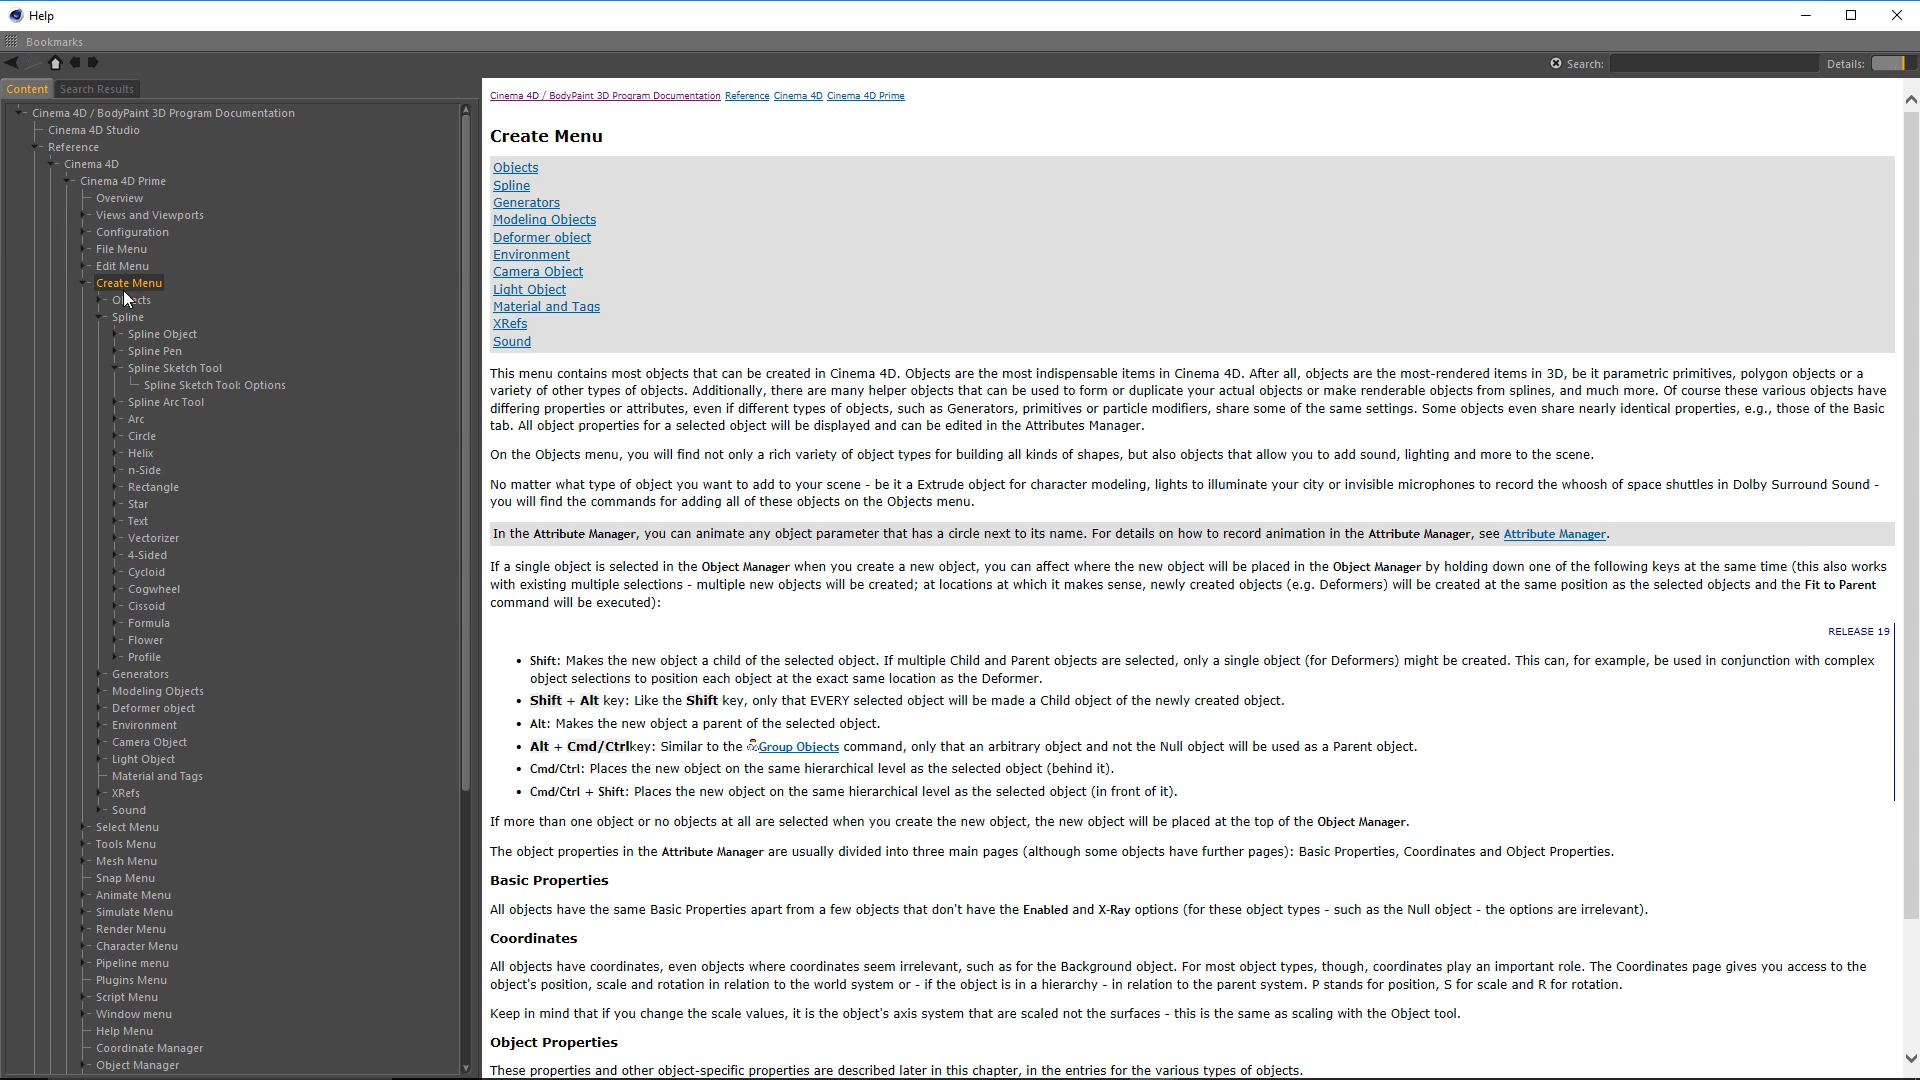 Help
Bookmarks
Search:
Details:
Content
Search Results
Cinema 4D / BodyPaint 3D Program Documentation
Cinema 4D Studio
Reference
Cinema 4D
Cinema 4D Prime
Overview
Views and Viewports
Configuration
File Menu
Edit Menu
Create Menu
Objects
Spline
Spline Object
Spline Pen
Spline Sketch Tool
Spline Sketch Tool: Options
Spline Arc Tool
Arc
Circle
Helix
n-Side
Rectangle
Star
Text
Vectorizer
4-Sided
Cycloid
Cogwheel
Cissoid
Formula
Flower
Profile
Generators
Modeling Objects
Deformer object
Environment
Camera Object
Light Object
Material and Tags
XRefs
Sound
Select Menu
Tools Menu
Mesh Menu
Snap Menu
Animate Menu
Simulate Menu
Render Menu
Character Menu
Pipeline menu
Plugins Menu
Script Menu
Window menu
Help Menu
Coordinate Manager
Object Manager
Cinema 4D / BodyPaint 3D Program Documentation Reference Cinema 4D Cinema 4D Prime
Create Menu
Objects
Spline
Generators
Modeling Objects
Deformer object
Environment
Camera Object
Light Object
Material and Tags
XRefs
Sound
This menu contains most objects that can be created in Cinema 4D. Objects are the most indispensable items in Cinema 4D. After all, objects are the most-rendered items in 3D, be it parametric primitives, polygon objects or a
variety of other types of objects. Additionally, there are many helper objects that can be used to form or duplicate your actual objects or make renderable objects from splines, and much more. Of course these various objects have
differing properties or attributes, even if different types of objects, such as Generators, primitives or particle modifiers, share some of the same settings. Some objects even share nearly identical properties, e.g., those of the Basic
tab. All object properties for a selected object will be displayed and can be edited in the Attributes Manager.
On the Objects menu, you will find not only a rich variety of object types for building all kinds of shapes, but also objects that allow you to add sound, lighting and more to the scene.
No matter what type of object you want to add to your scene - be it a Extrude object for character modeling, lights to illuminate your city or invisible microphones to record the whoosh of space shuttles in Dolby Surround Sound -
you will find the commands for adding all of these objects on the Objects menu.
In the Attribute Manager, you can animate any object parameter that has a circle next to its name. For details on how to record animation in the Attribute Manager, see Attribute Manager.
If a single object is selected in the Object Manager when you create a new object, you can affect where the new object will be placed in the Object Manager by holding down one of the following keys at the same time (this also works
with existing multiple selections - multiple new objects will be created; at locations at which it makes sense, newly created objects (e.g. Deformers) will be created at the same position as the selected objects and the Fit to Parent
command will be executed):
RELEASE 19
• Shift: Makes the new object a child of the selected object. If multiple Child and Parent objects are selected, only a single object (for Deformers) might be created. This can, for example, be used in conjunction with complex
object selections to position each object at the exact same location as the Deformer.
• Shift + Alt key: Like the Shift key, only that EVERY selected object will be made a Child object of the newly created object.
• Alt: Makes the new object a parent of the selected object.
• Alt + Cmd/Ctrlkey: Similar to the Group Objects command, only that an arbitrary object and not the Null object will be used as a Parent object.
• Cmd/Ctrl: Places the new object on the same hierarchical level as the selected object (behind it).
• Cmd/Ctrl + Shift: Places the new object on the same hierarchical level as the selected object (in front of it).
If more than one object or no objects at all are selected when you create the new object, the new object will be placed at the top of the Object Manager.
The object properties in the Attribute Manager are usually divided into three main pages (although some objects have further pages): Basic Properties, Coordinates and Object Properties.
Basic Properties
All objects have the same Basic Properties apart from a few objects that don't have the Enabled and X-Ray options (for these object types - such as the Null object - the options are irrelevant).
Coordinates
All objects have coordinates, even objects where coordinates seem irrelevant, such as for the Background object. For most object types, though, coordinates play an important role. The Coordinates page gives you access to the
object's position, scale and rotation in relation to the world system or - if the object is in a hierarchy - in relation to the parent system. P stands for position, S for scale and R for rotation.
Keep in mind that if you change the scale values, it is the object's axis system that are scaled not the surfaces - this is the same as scaling with the Object tool.
Object Properties
These properties and other object-specific properties are described later in this chapter, in the entries for the various types of objects.